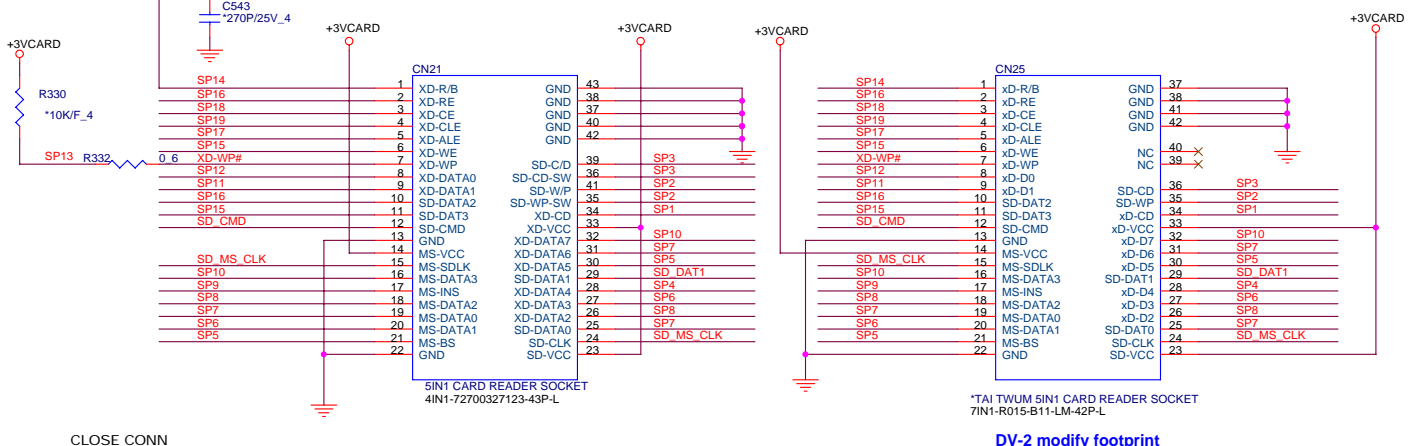 C543
*270P/25V_4
+3VCARD
R330
*10K/F_4
SP13 R332 0_6
+3VCARD +3VCARD
CN21
SP14 1 XD-R/B GND 43
SP16 2 XD-RE GND 38
SP18 3 XD-CE GND 37
SP19 4 XD-CLE GND 40
SP17 5 XD-ALE GND 42
SP15 6 XD-WE
XD-WP# 7 XD-WP SD-C/D 39 SP3
SP12 8 XD-DATA0 SD-CD-SW 36 SP3
SP11 9 XD-DATA1 SD-W/P 41 SP2
SP16 10 SD-DATA2 SD-WP-SW 35 SP2
SP15 11 SD-DAT3 XD-CD 34 SP1
SD_CMD 12 SD-CMD XD-VCC 33
13 GND XD-DATA7 32 SP10
14 MS-VCC XD-DATA6 31 SP7
SD_MS_CLK 15 MS-SDLK XD-DATA5 30 SP5
SP10 16 MS-DATA3 SD-DATA1 29 SD_DAT1
SP9 17 MS-INS XD-DATA4 28 SP4
SP8 18 MS-DATA2 XD-DATA3 27 SP6
SP7 19 MS-DATA0 XD-DATA2 26 SP8
SP6 20 MS-DATA1 SD-DATA0 25 SP7
SP5 21 MS-BS SD-CLK 24 SD_MS_CLK
22 GND SD-VCC 23
5IN1 CARD READER SOCKET
4IN1-72700327123-43P-L
CLOSE CONN
+3VCARD +3VCARD
CN25
SP14 1 xD-R/B GND 37
SP16 2 xD-RE GND 38
SP18 3 xD-CE GND 41
SP19 4 xD-CLE GND 42
SP17 5 xD-ALE
SP15 6 xD-WE NC 40
XD-WP# 7 xD-WP NC 39
SP12 8 xD-D0
SP11 9 xD-D1 SD-CD 36 SP3
SP16 10 SD-DAT2 SD-WP 35 SP2
SP15 11 SD-DAT3 xD-CD 34 SP1
SD_CMD 12 SD-CMD xD-VCC 33
13 GND xD-D7 32 SP10
14 MS-VCC xD-D6 31 SP7
SD_MS_CLK 15 MS-SDLK xD-D5 30 SP5
SP10 16 MS-DATA3 SD-DAT1 29 SD_DAT1
SP9 17 MS-INS xD-D4 28 SP4
SP8 18 MS-DATA2 xD-D3 27 SP6
SP7 19 MS-DATA0 xD-D2 26 SP8
SP6 20 MS-DATA1 SD-DAT0 25 SP7
SP5 21 MS-BS SD-CLK 24 SD_MS_CLK
22 GND SD-VCC 23
*TAI TWUM 5IN1 CARD READER SOCKET
7IN1-R015-B11-LM-42P-L
DV-2 modify footprint